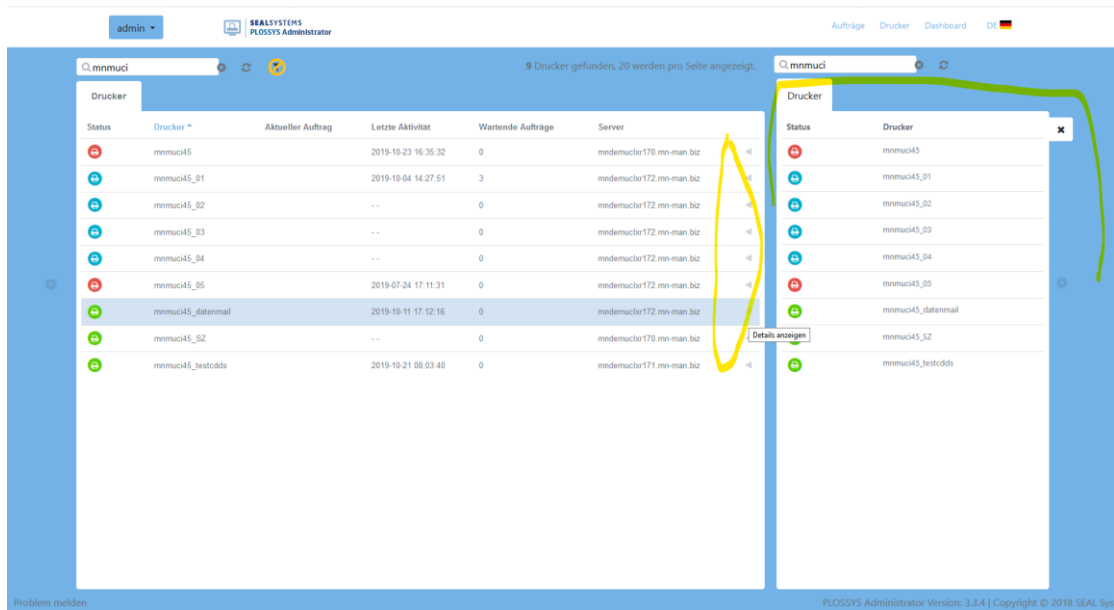 admin
SEALSYSTEMS
PLOSSYS Administrator
Aufträge Drucker Dashboard DE
mnmuci
9 Drucker gefunden, 20 werden pro Seite angezeigt.
mnmuci
Drucker
Drucker
Status Drucker Aktueller Auftrag Letzte Aktivität Wartende Aufträge Server
Status Drucker
mnmuci45 2019-10-23 16:35:32 0 mndemuclxr170.mn-man.biz
mnmuci45
mnmuci45_01 2019-10-04 14:27:51 3 mndemuclxr172.mn-man.biz
mnmuci45_01
mnmuci45_02 - - 0 mndemuclxr172.mn-man.biz
mnmuci45_02
mnmuci45_03 - - 0 mndemuclxr172.mn-man.biz
mnmuci45_03
mnmuci45_04 - - 0 mndemuclxr172.mn-man.biz
mnmuci45_04
mnmuci45_05 2019-07-24 17:11:31 0 mndemuclxr172.mn-man.biz
mnmuci45_05
mnmuci45_datenmail 2019-10-11 17:12:16 0 mndemuclxr172.mn-man.biz
mnmuci45_datenmail
Details anzeigen
mnmuci45_SZ - - 0 mndemuclxr170.mn-man.biz
mnmuci45_SZ
mnmuci45_testcdds 2019-10-21 08:03:40 0 mndemuclxr171.mn-man.biz
mnmuci45_testcdds
Problem melden
PLOSSYS Administrator Version: 3.3.4 | Copyright © 2018 SEAL Sys